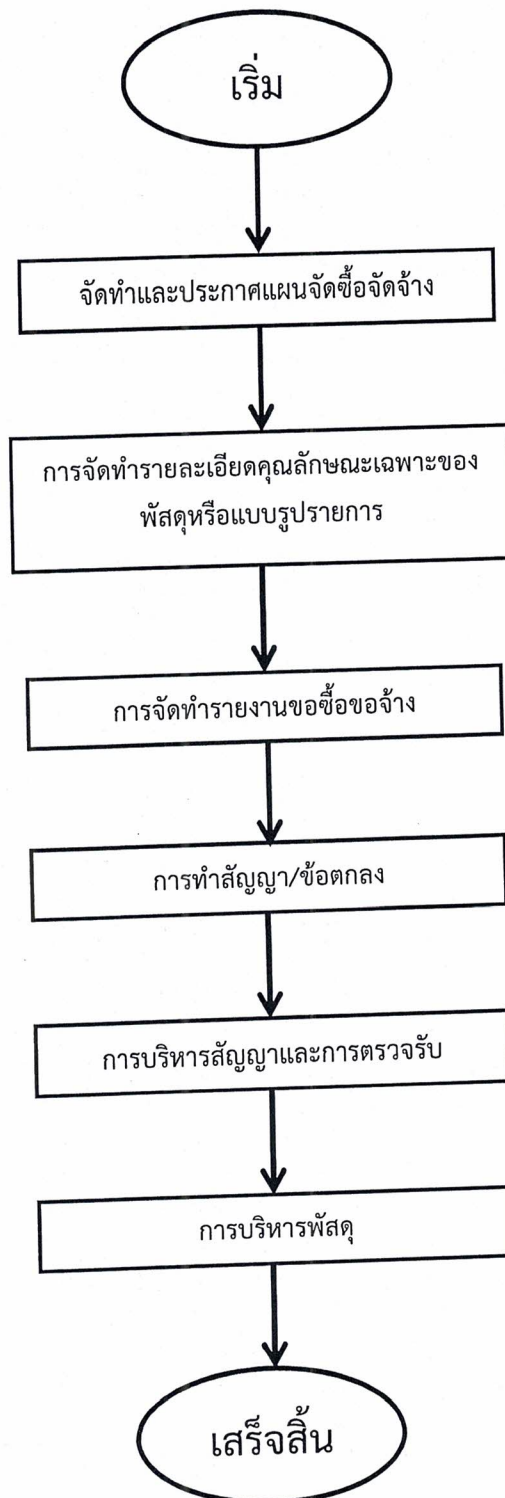 เริ่ม
จัดทำและประกาศแผนจัดซื้อจัดจ้าง
การจัดทำรายละเอียดคุณลักษณะเฉพาะของ
พัสดุหรือแบบรูปรายการ
การจัดทำรายงานขอซื้อขอจ้าง
การทำสัญญา/ข้อตกลง
การบริหารสัญญาและการตรวจรับ
การบริหารพัสดุ
เสร็จสิ้น